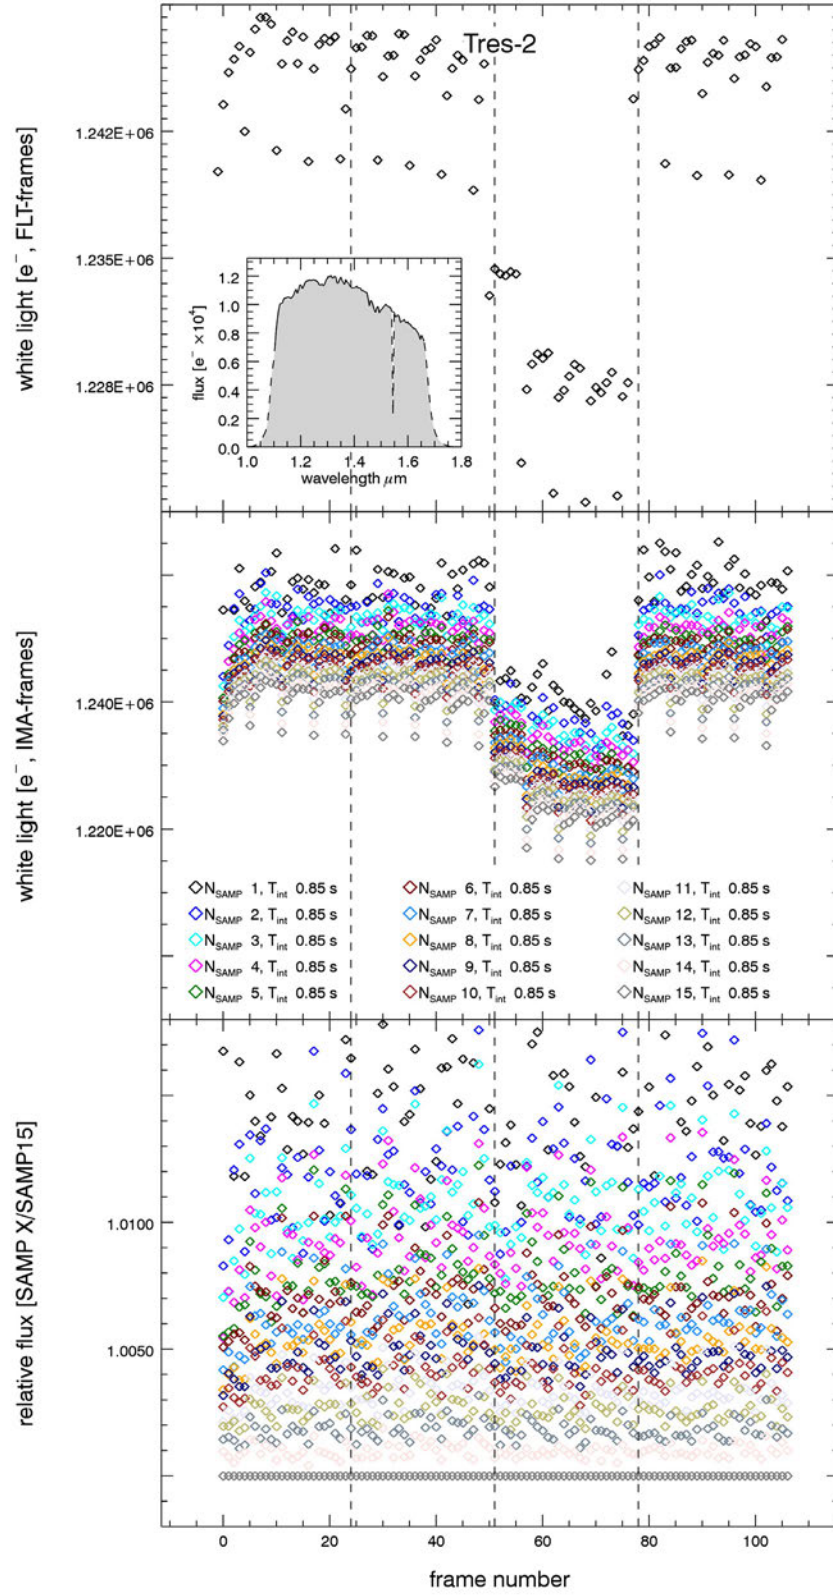 Tres-2
white light [e⁻, FLT-frames]
1.242E+06
1.235E+06
1.228E+06
flux [e⁻ ×10⁴]
1.2
1.0
0.8
0.6
0.4
0.2
0.0
1.0 1.2 1.4 1.6 1.8
wavelength μm
white light [e⁻, IMA-frames]
1.240E+06
1.220E+06
N_SAMP 1, T_int 0.85 s
N_SAMP 2, T_int 0.85 s
N_SAMP 3, T_int 0.85 s
N_SAMP 4, T_int 0.85 s
N_SAMP 5, T_int 0.85 s
N_SAMP 6, T_int 0.85 s
N_SAMP 7, T_int 0.85 s
N_SAMP 8, T_int 0.85 s
N_SAMP 9, T_int 0.85 s
N_SAMP 10, T_int 0.85 s
N_SAMP 11, T_int 0.85 s
N_SAMP 12, T_int 0.85 s
N_SAMP 13, T_int 0.85 s
N_SAMP 14, T_int 0.85 s
N_SAMP 15, T_int 0.85 s
relative flux [SAMP X/SAMP15]
1.0100
1.0050
0 20 40 60 80 100
frame number